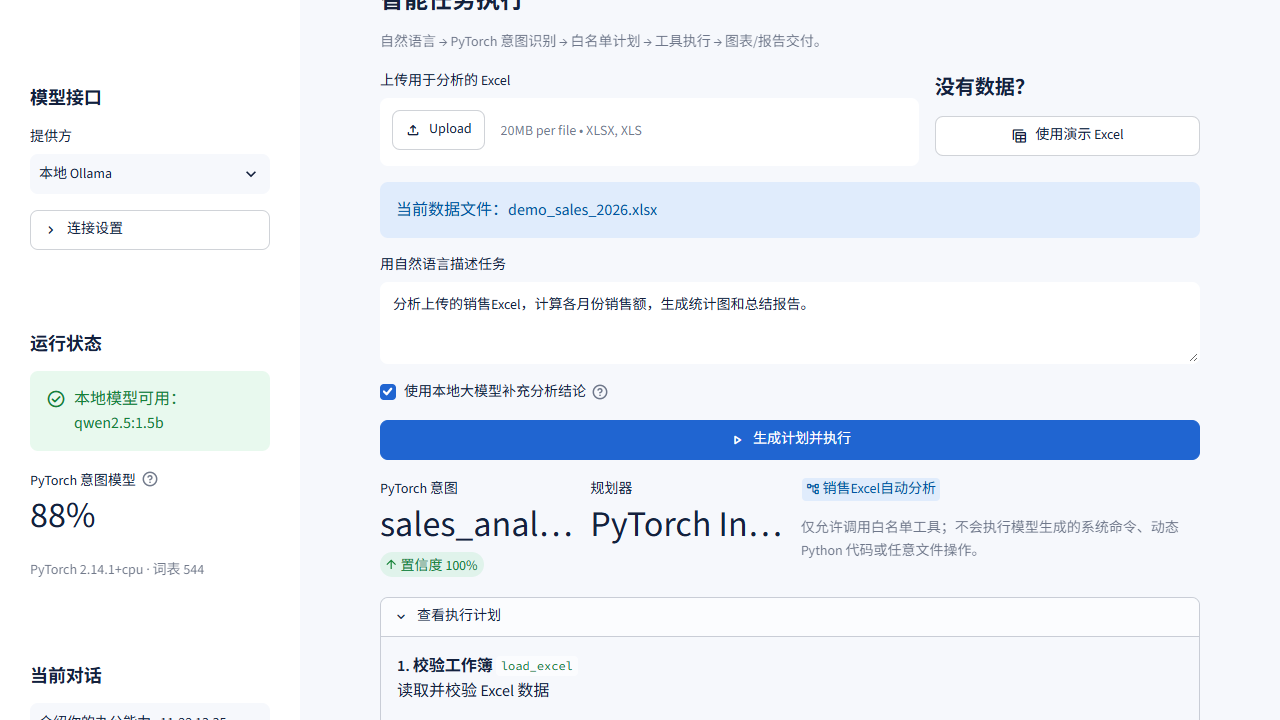 模型接口
提供方
本地 Ollama
连接设置
运行状态
本地模型可用：
qwen2.5:1.5b
PyTorch 意图模型
88%
PyTorch 2.14.1+cpu · 词表 544
当前对话
智能任务执行
自然语言 → PyTorch 意图识别 → 白名单计划 → 工具执行 → 图表/报告交付。
上传用于分析的 Excel
Upload
20MB per file • XLSX, XLS
没有数据？
使用演示 Excel
当前数据文件：demo_sales_2026.xlsx
用自然语言描述任务
分析上传的销售Excel，计算各月份销售额，生成统计图和总结报告。
使用本地大模型补充分析结论
生成计划并执行
PyTorch 意图
sales_anal...
置信度 100%
规划器
PyTorch In...
销售Excel自动分析
仅允许调用白名单工具；不会执行模型生成的系统命令、动态
Python 代码或任意文件操作。
查看执行计划
1. 校验工作簿 load_excel
读取并校验 Excel 数据